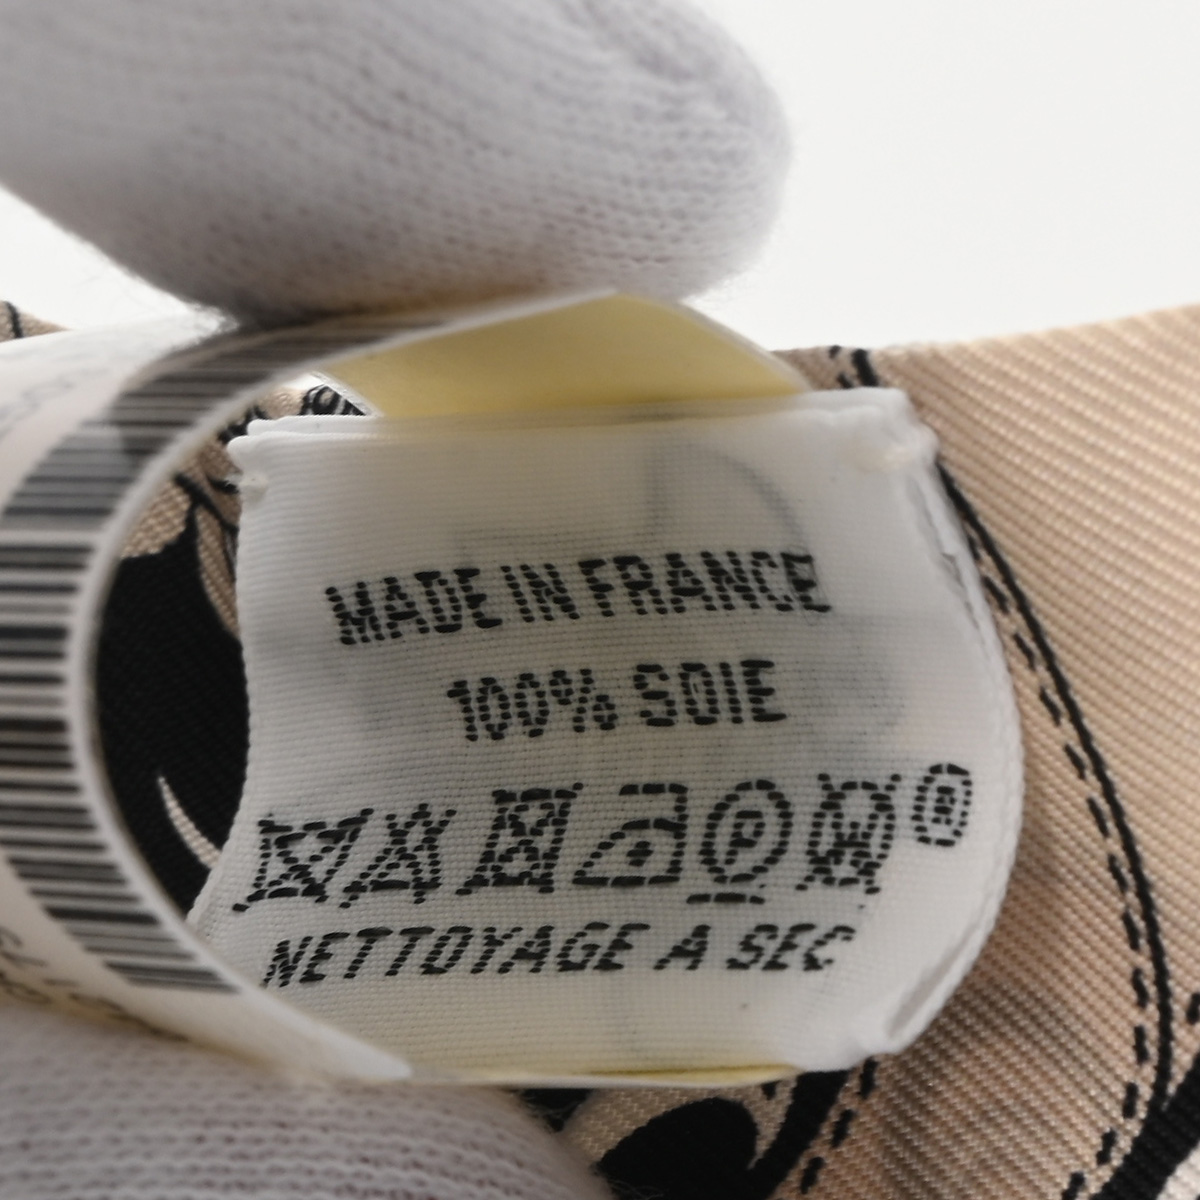 MADE IN FRANCE
100% SOIE
P
NETTOYAGE A SEC